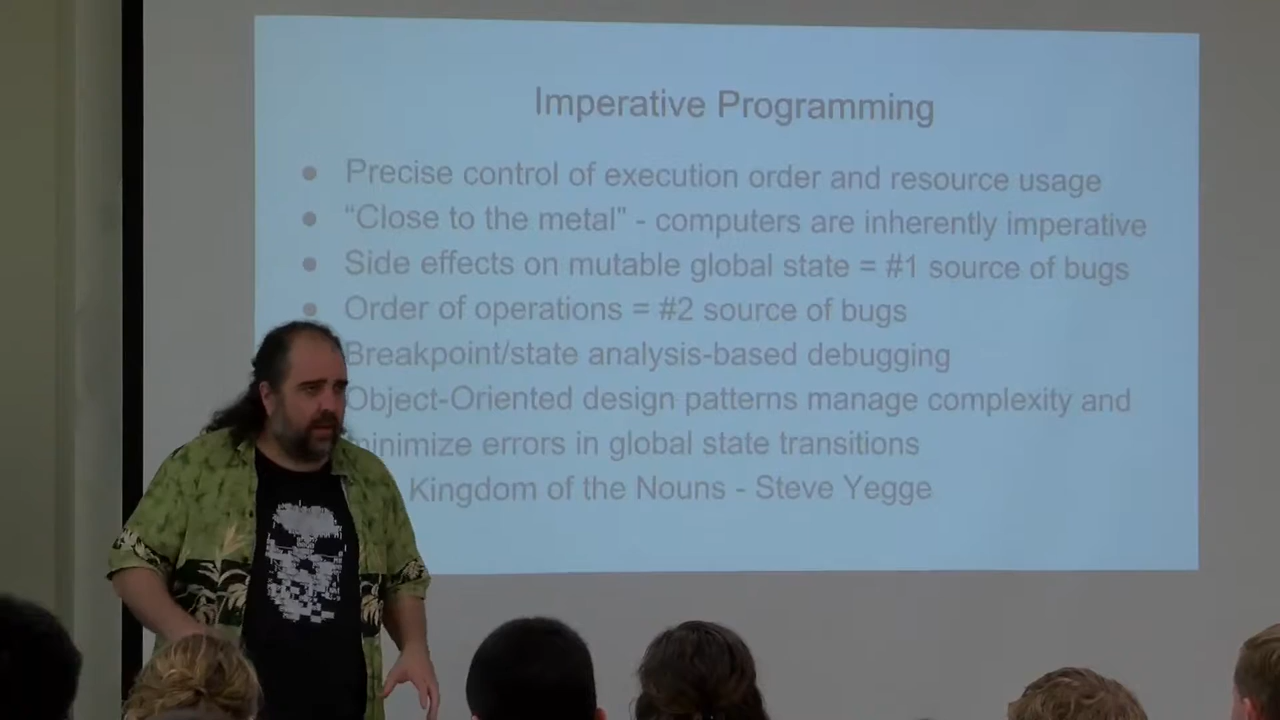 Imperative Programming
● Precise control of execution order and resource usage
● “Close to the metal" - computers are inherently imperative
● Side effects on mutable global state = #1 source of bugs
● Order of operations = #2 source of bugs
Breakpoint/state analysis-based debugging
Object-Oriented design patterns manage complexity and
minimize errors in global state transitions
Kingdom of the Nouns - Steve Yegge